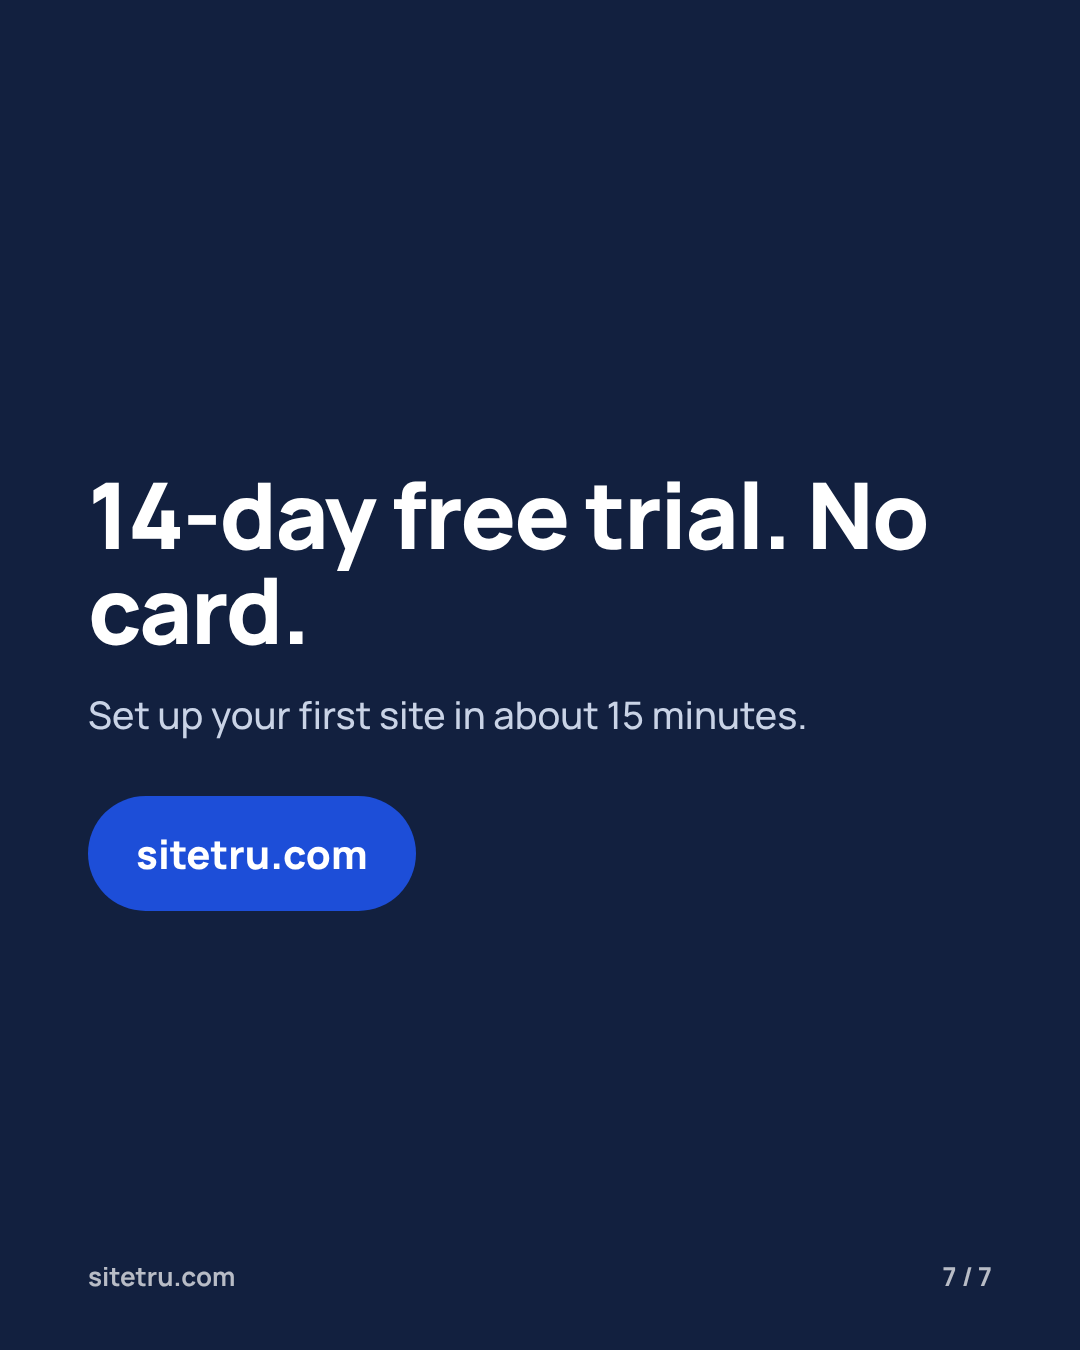 14-day free trial. No
card.
Set up your first site in about 15 minutes.
sitetru.com
sitetru.com
7 / 7